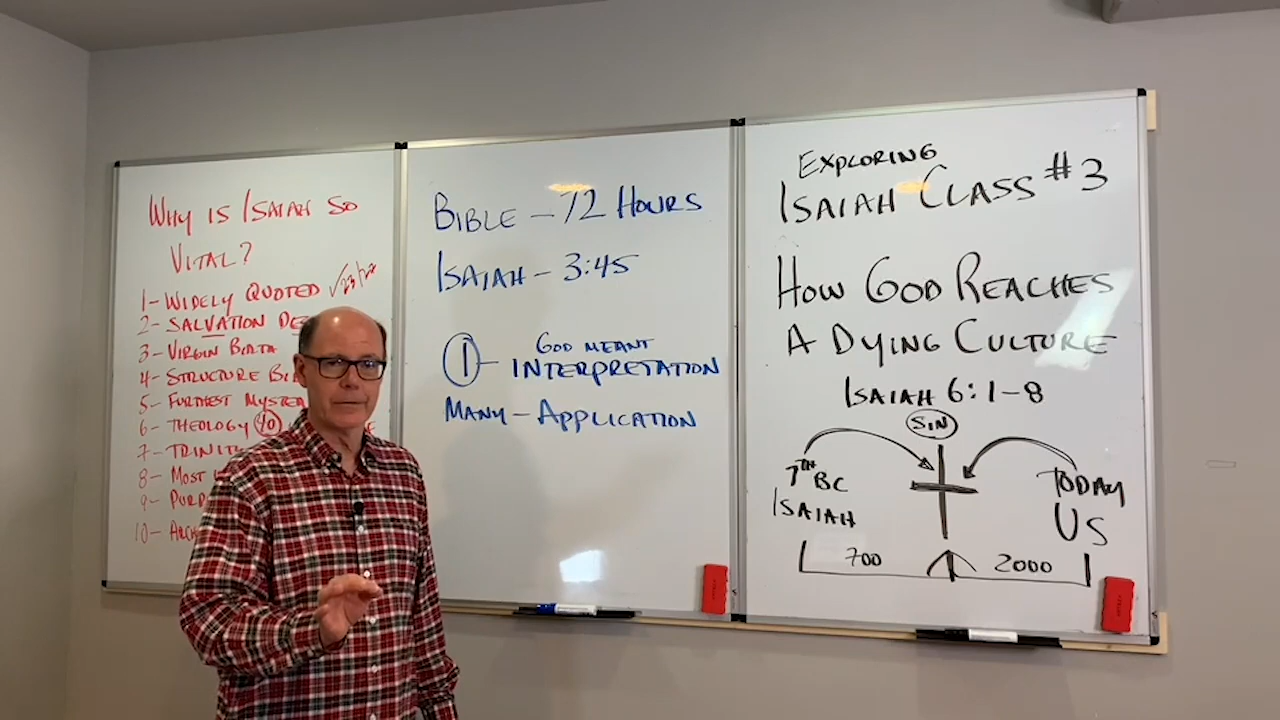 WHY IS ISAIAH SO
VITAL?
1- WIDELY QUOTED
2- SALVATION
3- VIRGIN BIRTH
4- STRUCTURE
5- FURTHEST
6- THEOLOGY 40
7-
8- MOST
9-
10-
BIBLE - 72 HOURS
ISAIAH - 3:45
1 - GOD MEANT
INTERPRETATION
MANY - APPLICATION
EXPLORING
ISAIAH CLASS #3
HOW GOD REACHES
A DYING CULTURE
ISAIAH 6:1-8
SIN
7TH BC
ISAIAH
TODAY
US
700
2000